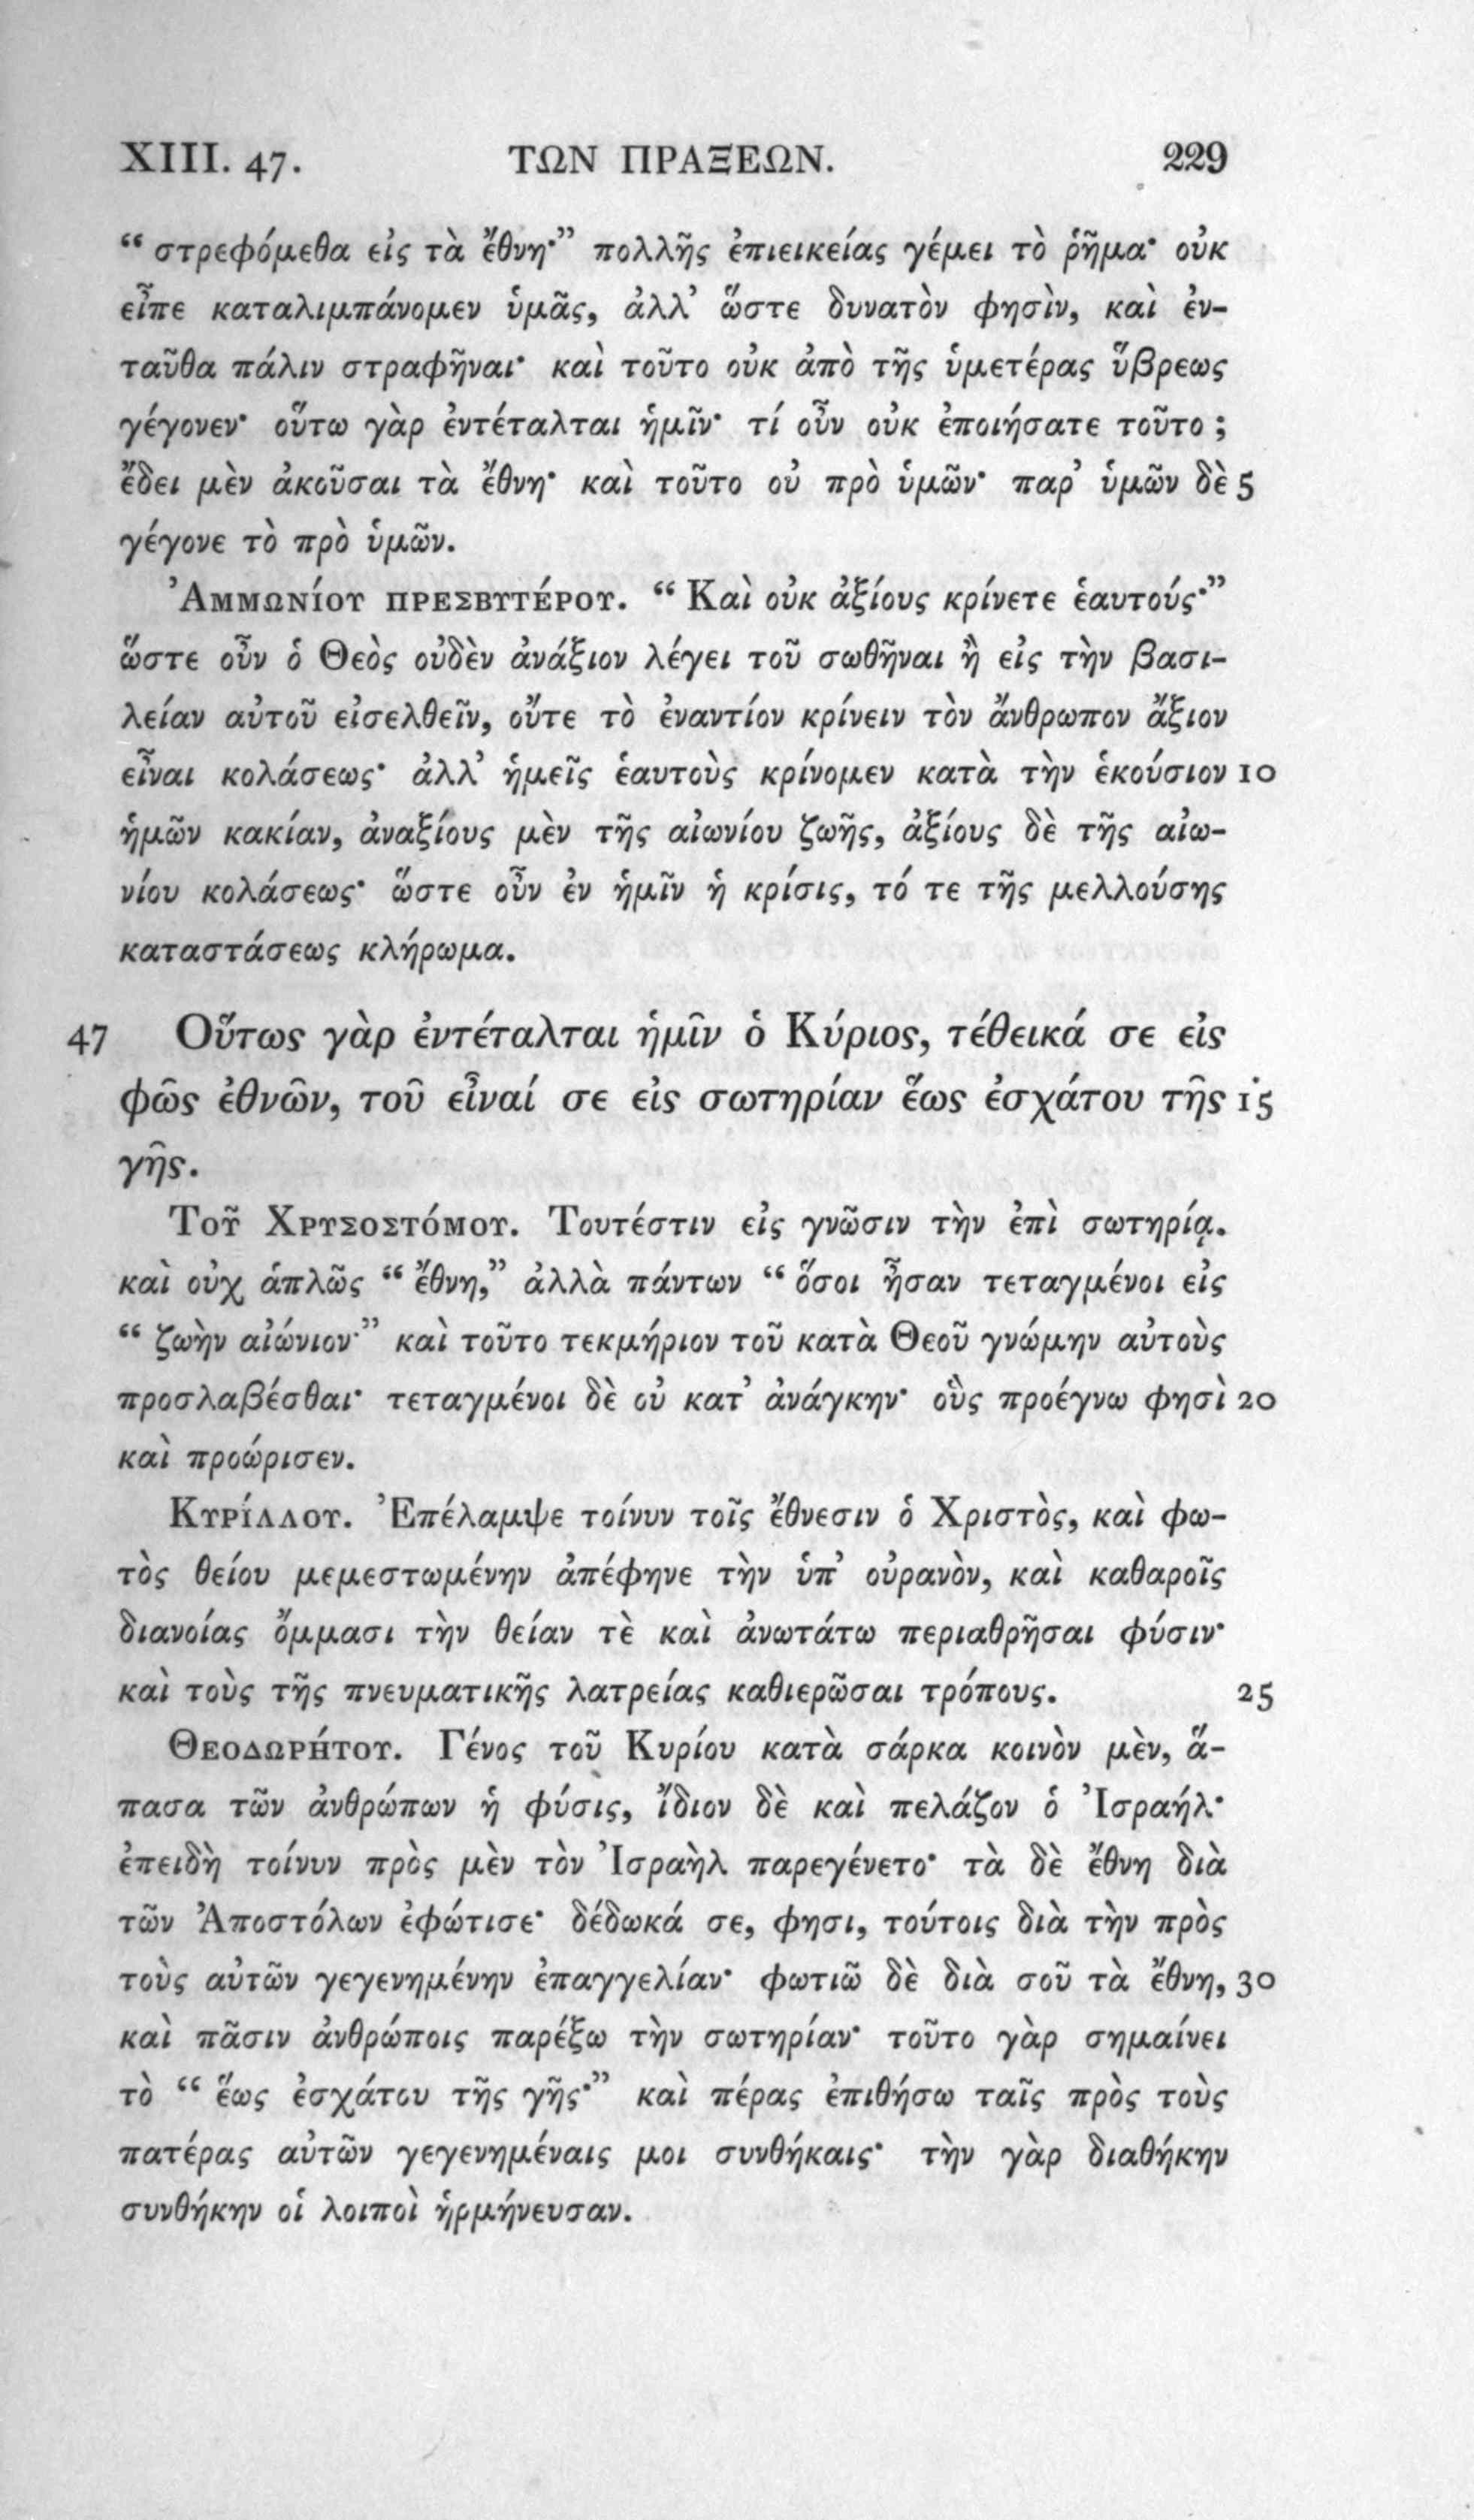 XIII. 47. ΤΩΝ ΠΡΑΞΕΩΝ. 229
“ στρεφόμεθα εἰς τὰ ἔθνη·” πολλῆς ἐπιεικείας γέμει τὸ ῥῆμα· οὐκ
εἶπε καταλιμπάνομεν ὑμᾶς, ἀλλ’ ὥστε δυνατὸν φησὶν, καὶ ἐν-
ταῦθα πάλιν στραφῆναι· καὶ τοῦτο οὐκ ἀπὸ τῆς ὑμετέρας ὕβρεως
γέγονεν· οὕτω γὰρ ἐντέταλται ἡμῖν· τί οὖν οὐκ ἐποιήσατε τοῦτο ;
ἔδει μὲν ἀκοῦσαι τὰ ἔθνη· καὶ τοῦτο οὐ πρὸ ὑμῶν· παρ’ ὑμῶν δὲ 5
γέγονε τὸ πρὸ ὑμῶν.
Ἀμμωνίου πρεσβυτέρου. “ Καὶ οὐκ ἀξίους κρίνετε ἑαυτούς·”
ὥστε οὖν ὁ Θεὸς οὐδὲν ἀνάξιον λέγει τοῦ σωθῆναι ἢ εἰς τὴν βασι-
λείαν αὐτοῦ εἰσελθεῖν, οὔτε τὸ ἐναντίον κρίνειν τὸν ἄνθρωπον ἄξιον
εἶναι κολάσεως· ἀλλ’ ἡμεῖς ἑαυτοὺς κρίνομεν κατὰ τὴν ἑκούσιον 10
ἡμῶν κακίαν, ἀναξίους μὲν τῆς αἰωνίου ζωῆς, ἀξίους δὲ τῆς αἰω-
νίου κολάσεως· ὥστε οὖν ἐν ἡμῖν ἡ κρίσις, τό τε τῆς μελλούσης
καταστάσεως κλήρωμα.
47 Οὕτως γὰρ ἐντέταλται ἡμῖν ὁ Κύριος, τέθεικά σε εἰς
φῶς ἐθνῶν, τοῦ εἶναί σε εἰς σωτηρίαν ἕως ἐσχάτου τῆς 15
γῆς.
Τοῦ Χρυσοστόμου. Τουτέστιν εἰς γνῶσιν τὴν ἐπὶ σωτηρίᾳ.
καὶ οὐχ ἁπλῶς “ ἔθνη,” ἀλλὰ πάντων “ ὅσοι ἦσαν τεταγμένοι εἰς
“ ζωὴν αἰώνιον·” καὶ τοῦτο τεκμήριον τοῦ κατὰ Θεοῦ γνώμην αὐτοὺς
προσλαβέσθαι· τεταγμένοι δὲ οὐ κατ’ ἀνάγκην· οὓς προέγνω φησὶ 20
καὶ προώρισεν.
Κυρίλλου. Ἐπέλαμψε τοίνυν τοῖς ἔθνεσιν ὁ Χριστὸς, καὶ φω-
τὸς θείου μεμεστωμένην ἀπέφηνε τὴν ὑπ’ οὐρανὸν, καὶ καθαροῖς
διανοίας ὄμμασι τὴν θείαν τὲ καὶ ἀνωτάτω περιαθρῆσαι φύσιν·
καὶ τοὺς τῆς πνευματικῆς λατρείας καθιερῶσαι τρόπους. 25
Θεοδωρήτου. Γένος τοῦ Κυρίου κατὰ σάρκα κοινὸν μὲν, ἅ-
πασα τῶν ἀνθρώπων ἡ φύσις, ἴδιον δὲ καὶ πελάζον ὁ Ἰσραήλ·
ἐπειδὴ τοίνυν πρὸς μὲν τὸν Ἰσραὴλ παρεγένετο· τὰ δὲ ἔθνη διὰ
τῶν Ἀποστόλων ἐφώτισε· δέδωκά σε, φησι, τούτοις διὰ τὴν πρὸς
τοὺς αὐτῶν γεγενημένην ἐπαγγελίαν· φωτιῶ δὲ διὰ σοῦ τὰ ἔθνη, 30
καὶ πᾶσιν ἀνθρώποις παρέξω τὴν σωτηρίαν· τοῦτο γὰρ σημαίνει
τὸ “ ἕως ἐσχάτου τῆς γῆς·” καὶ πέρας ἐπιθήσω ταῖς πρὸς τοὺς
πατέρας αὐτῶν γεγενημέναις μοι συνθήκαις· τὴν γὰρ διαθήκην
συνθήκην οἱ λοιποὶ ἡρμήνευσαν.